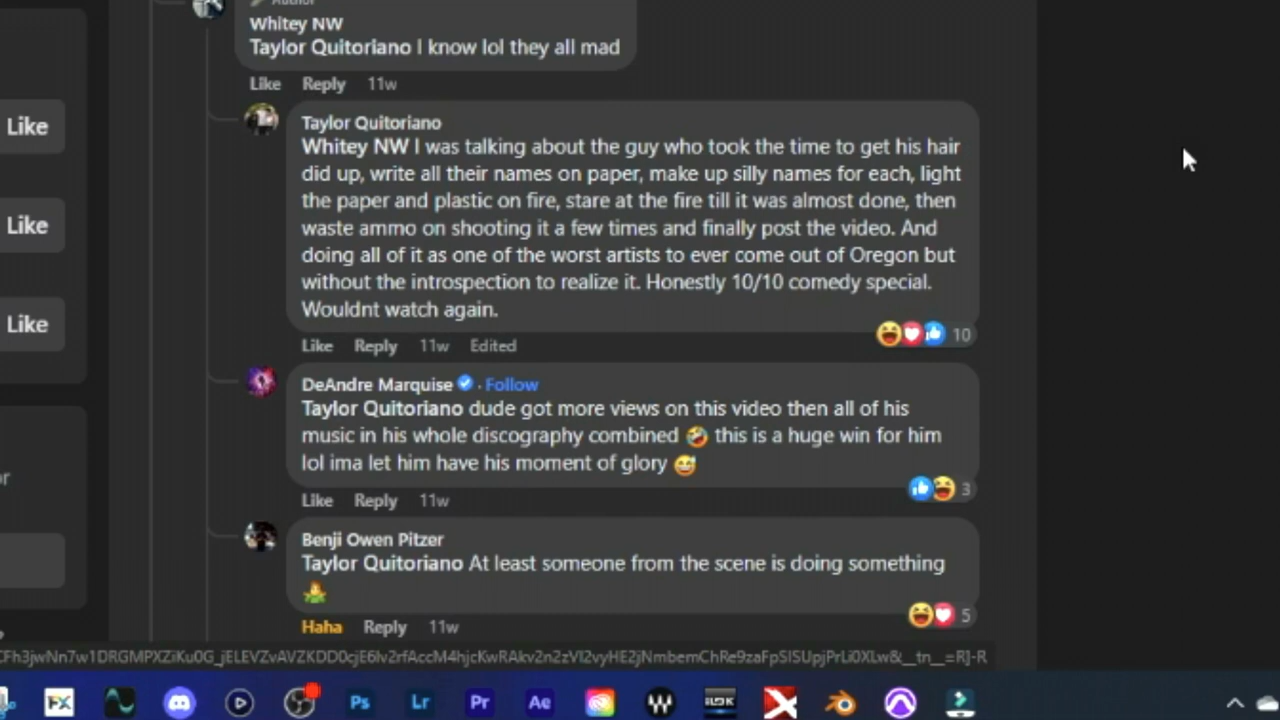 Author
Whitey NW
Taylor Quitoriano I know lol they all mad
Like Reply 11w
Taylor Quitoriano
Whitey NW I was talking about the guy who took the time to get his hair
did up, write all their names on paper, make up silly names for each, light
the paper and plastic on fire, stare at the fire till it was almost done, then
waste ammo on shooting it a few times and finally post the video. And
doing all of it as one of the worst artists to ever come out of Oregon but
without the introspection to realize it. Honestly 10/10 comedy special.
Wouldnt watch again.
10
Like Reply 11w Edited
DeAndre Marquise · Follow
Taylor Quitoriano dude got more views on this video then all of his
music in his whole discography combined 🤣 this is a huge win for him
lol ima let him have his moment of glory 😅
3
Like Reply 11w
Benji Owen Pitzer
Taylor Quitoriano At least someone from the scene is doing something
🤷
5
Haha Reply 11w
Like
Like
Like
or
FX
Ps
Lr
Pr
Ae
W